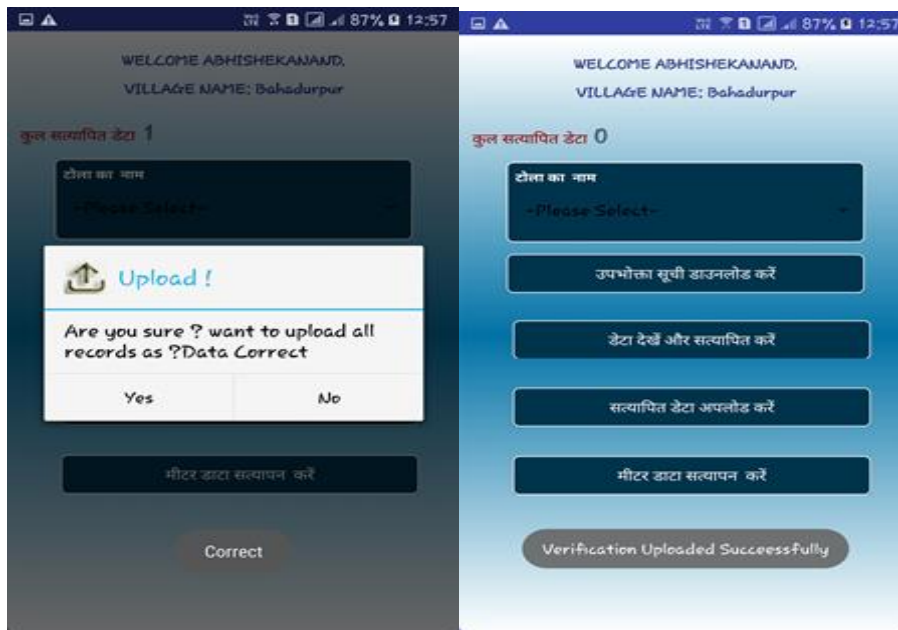 87% 12:57
WELCOME ABHISHEKANAND,
VILLAGE NAME: Bahadurpur
कुल सत्यापित डेटा 1
टोला का नाम
-Please Select-
Upload !
Are you sure ? want to upload all
records as ?Data Correct
Yes No
मीटर डाटा सत्यापन करें
Correct
87% 12:57
WELCOME ABHISHEKANAND,
VILLAGE NAME: Bahadurpur
कुल सत्यापित डेटा 0
टोला का नाम
-Please Select-
उपभोक्ता सूची डाउनलोड करें
डेटा देखें और सत्यापित करें
सत्यापित डेटा अपलोड करें
मीटर डाटा सत्यापन करें
Verification Uploaded Succeessfully